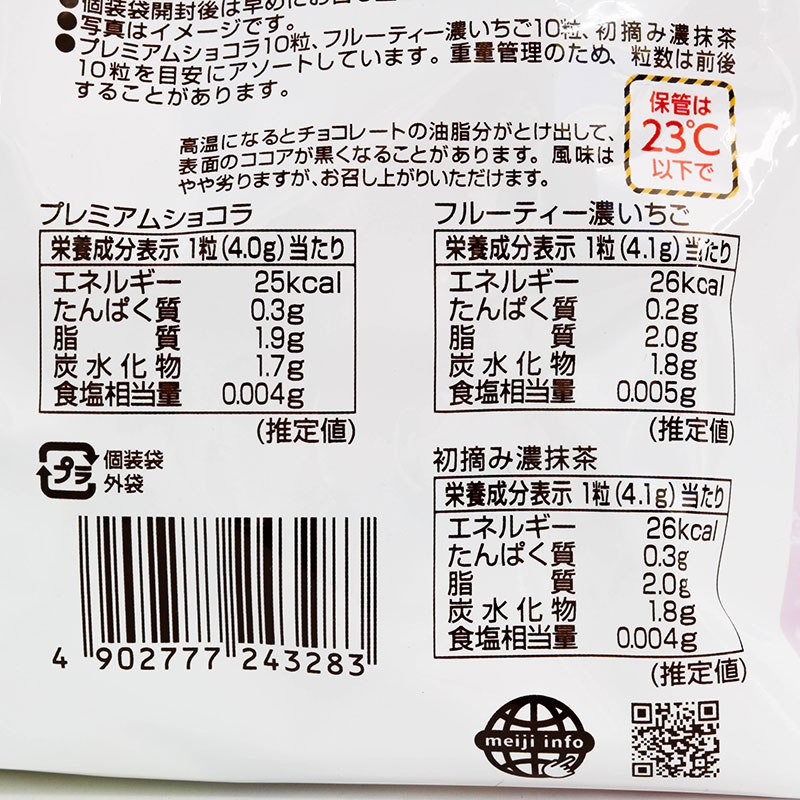 ●個装袋開封後は早めにお
●写真はイメージです。
●プレミアムショコラ10粒、フルーティー濃いちご10粒、初摘み濃抹茶
10粒を目安にアソートしています。重量管理のため、粒数は前後
することがあります。
保管は
23℃
以下で
高温になるとチョコレートの油脂分がとけ出して、
表面のココアが黒くなることがあります。風味は
やや劣りますが、お召し上がりいただけます。
プレミアムショコラ
栄養成分表示 1粒(4.0g)当たり
エネルギー 25kcal
たんぱく質 0.3g
脂質 1.9g
炭水化物 1.7g
食塩相当量 0.004g
(推定値)
フルーティー濃いちご
栄養成分表示 1粒(4.1g)当たり
エネルギー 26kcal
たんぱく質 0.2g
脂質 2.0g
炭水化物 1.8g
食塩相当量 0.005g
(推定値)
プラ
個装袋
外袋
初摘み濃抹茶
栄養成分表示 1粒(4.1g)当たり
エネルギー 26kcal
たんぱく質 0.3g
脂質 2.0g
炭水化物 1.8g
食塩相当量 0.004g
(推定値)
4 902777 243283
meiji info